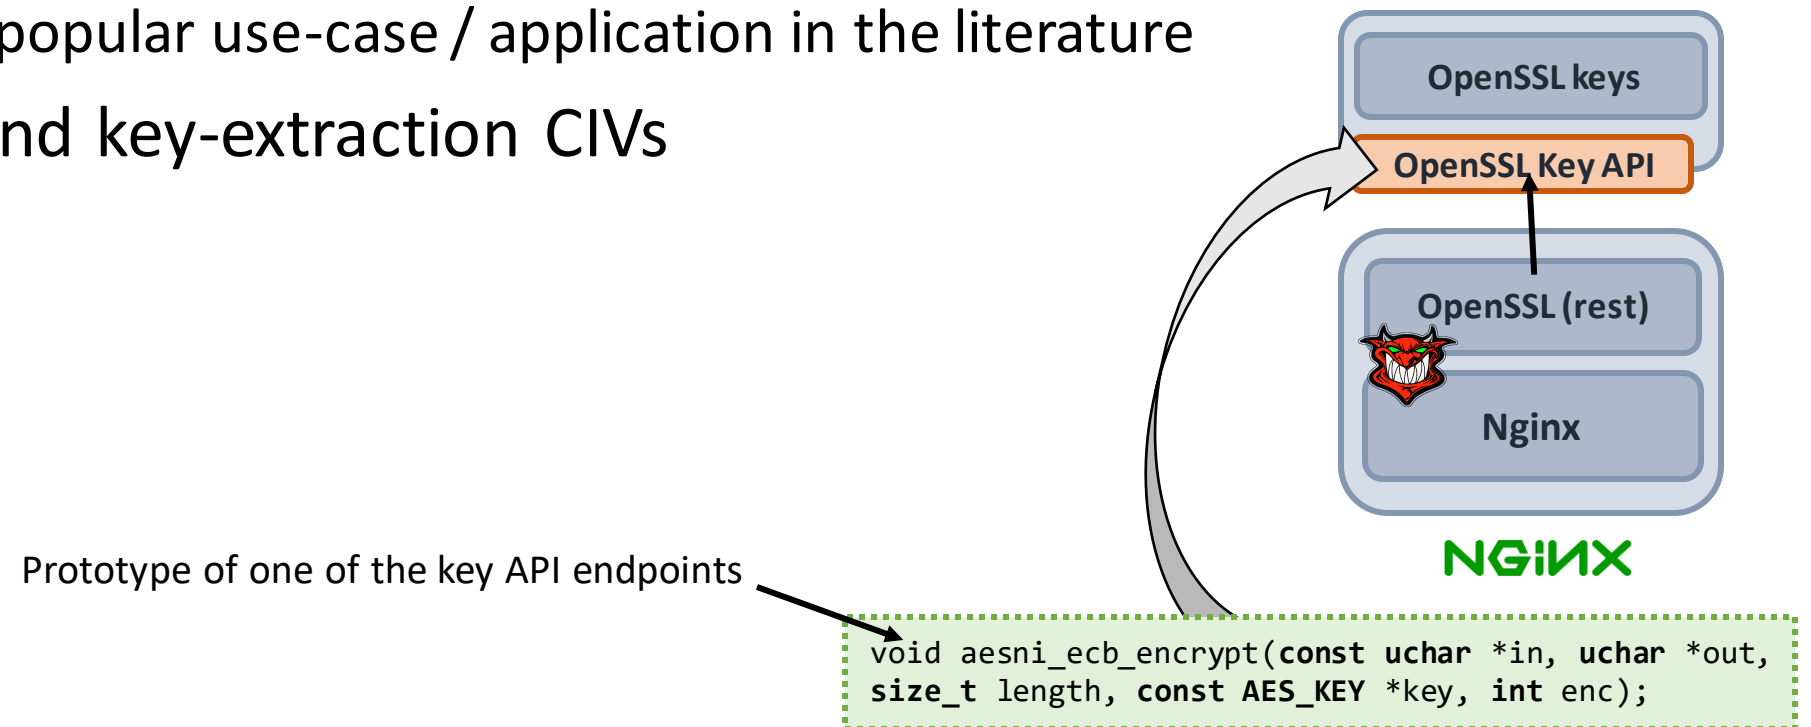 popular use-case / application in the literature
nd key-extraction CIVs
OpenSSL keys
OpenSSL Key API
OpenSSL (rest)
Nginx
NGINX
Prototype of one of the key API endpoints
void aesni_ecb_encrypt(const uchar *in, uchar *out,
size_t length, const AES_KEY *key, int enc);